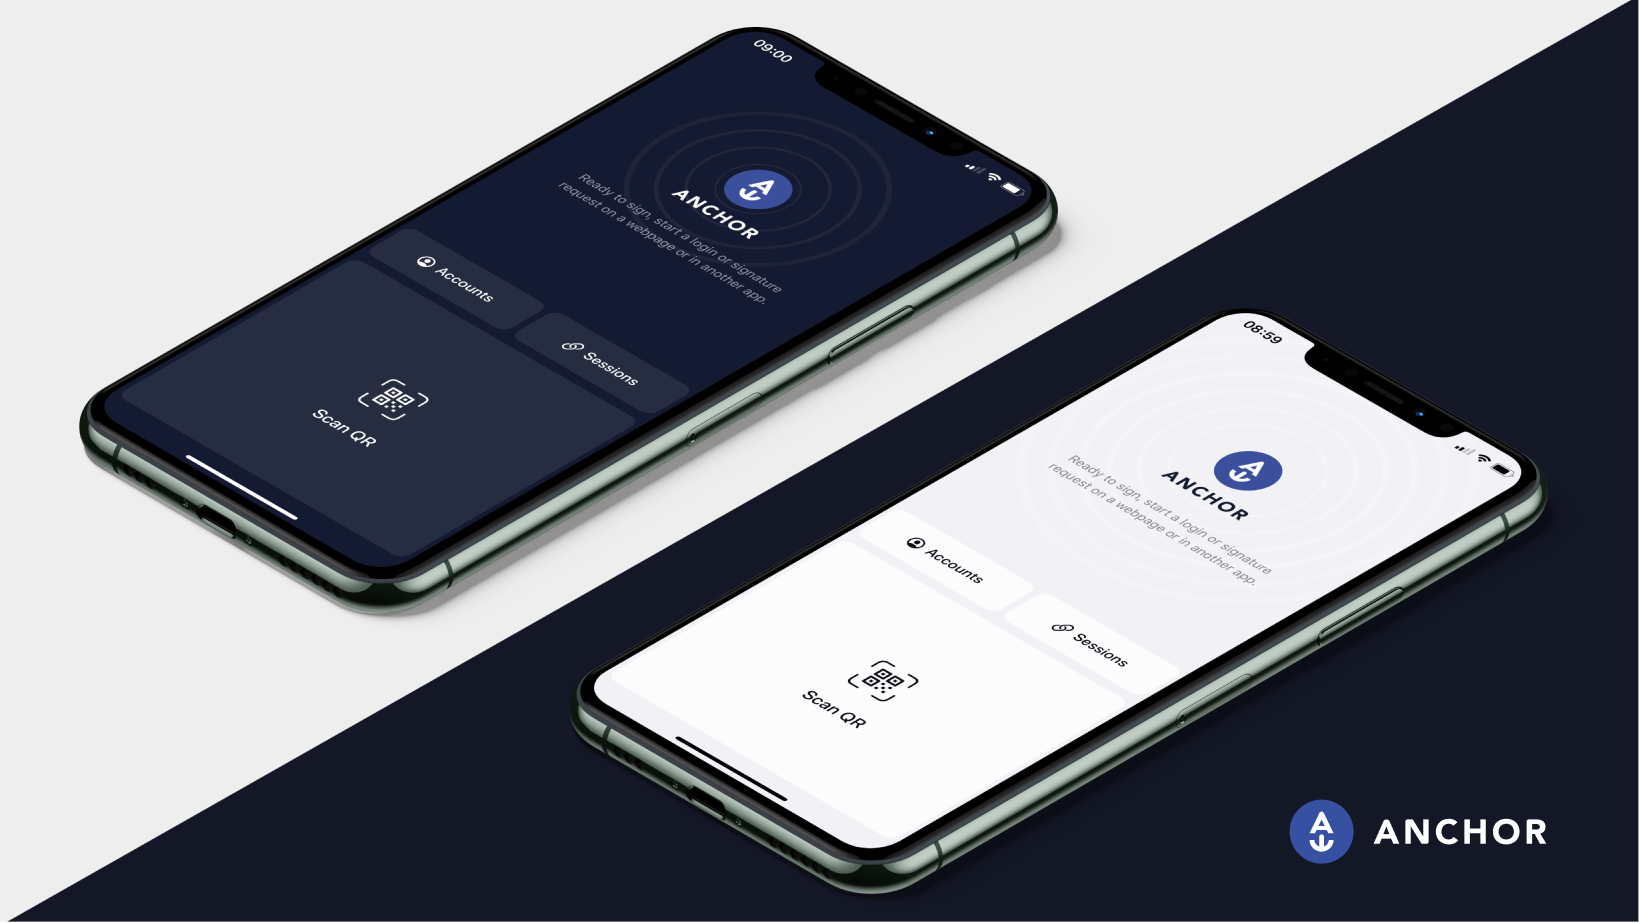 09:00
ANCHOR
Ready to sign, start a login or signature
request on a webpage or in another app.
Accounts
Sessions
Scan QR
08:59
ANCHOR
Ready to sign, start a login or signature
request on a webpage or in another app.
Accounts
Sessions
Scan QR
ANCHOR